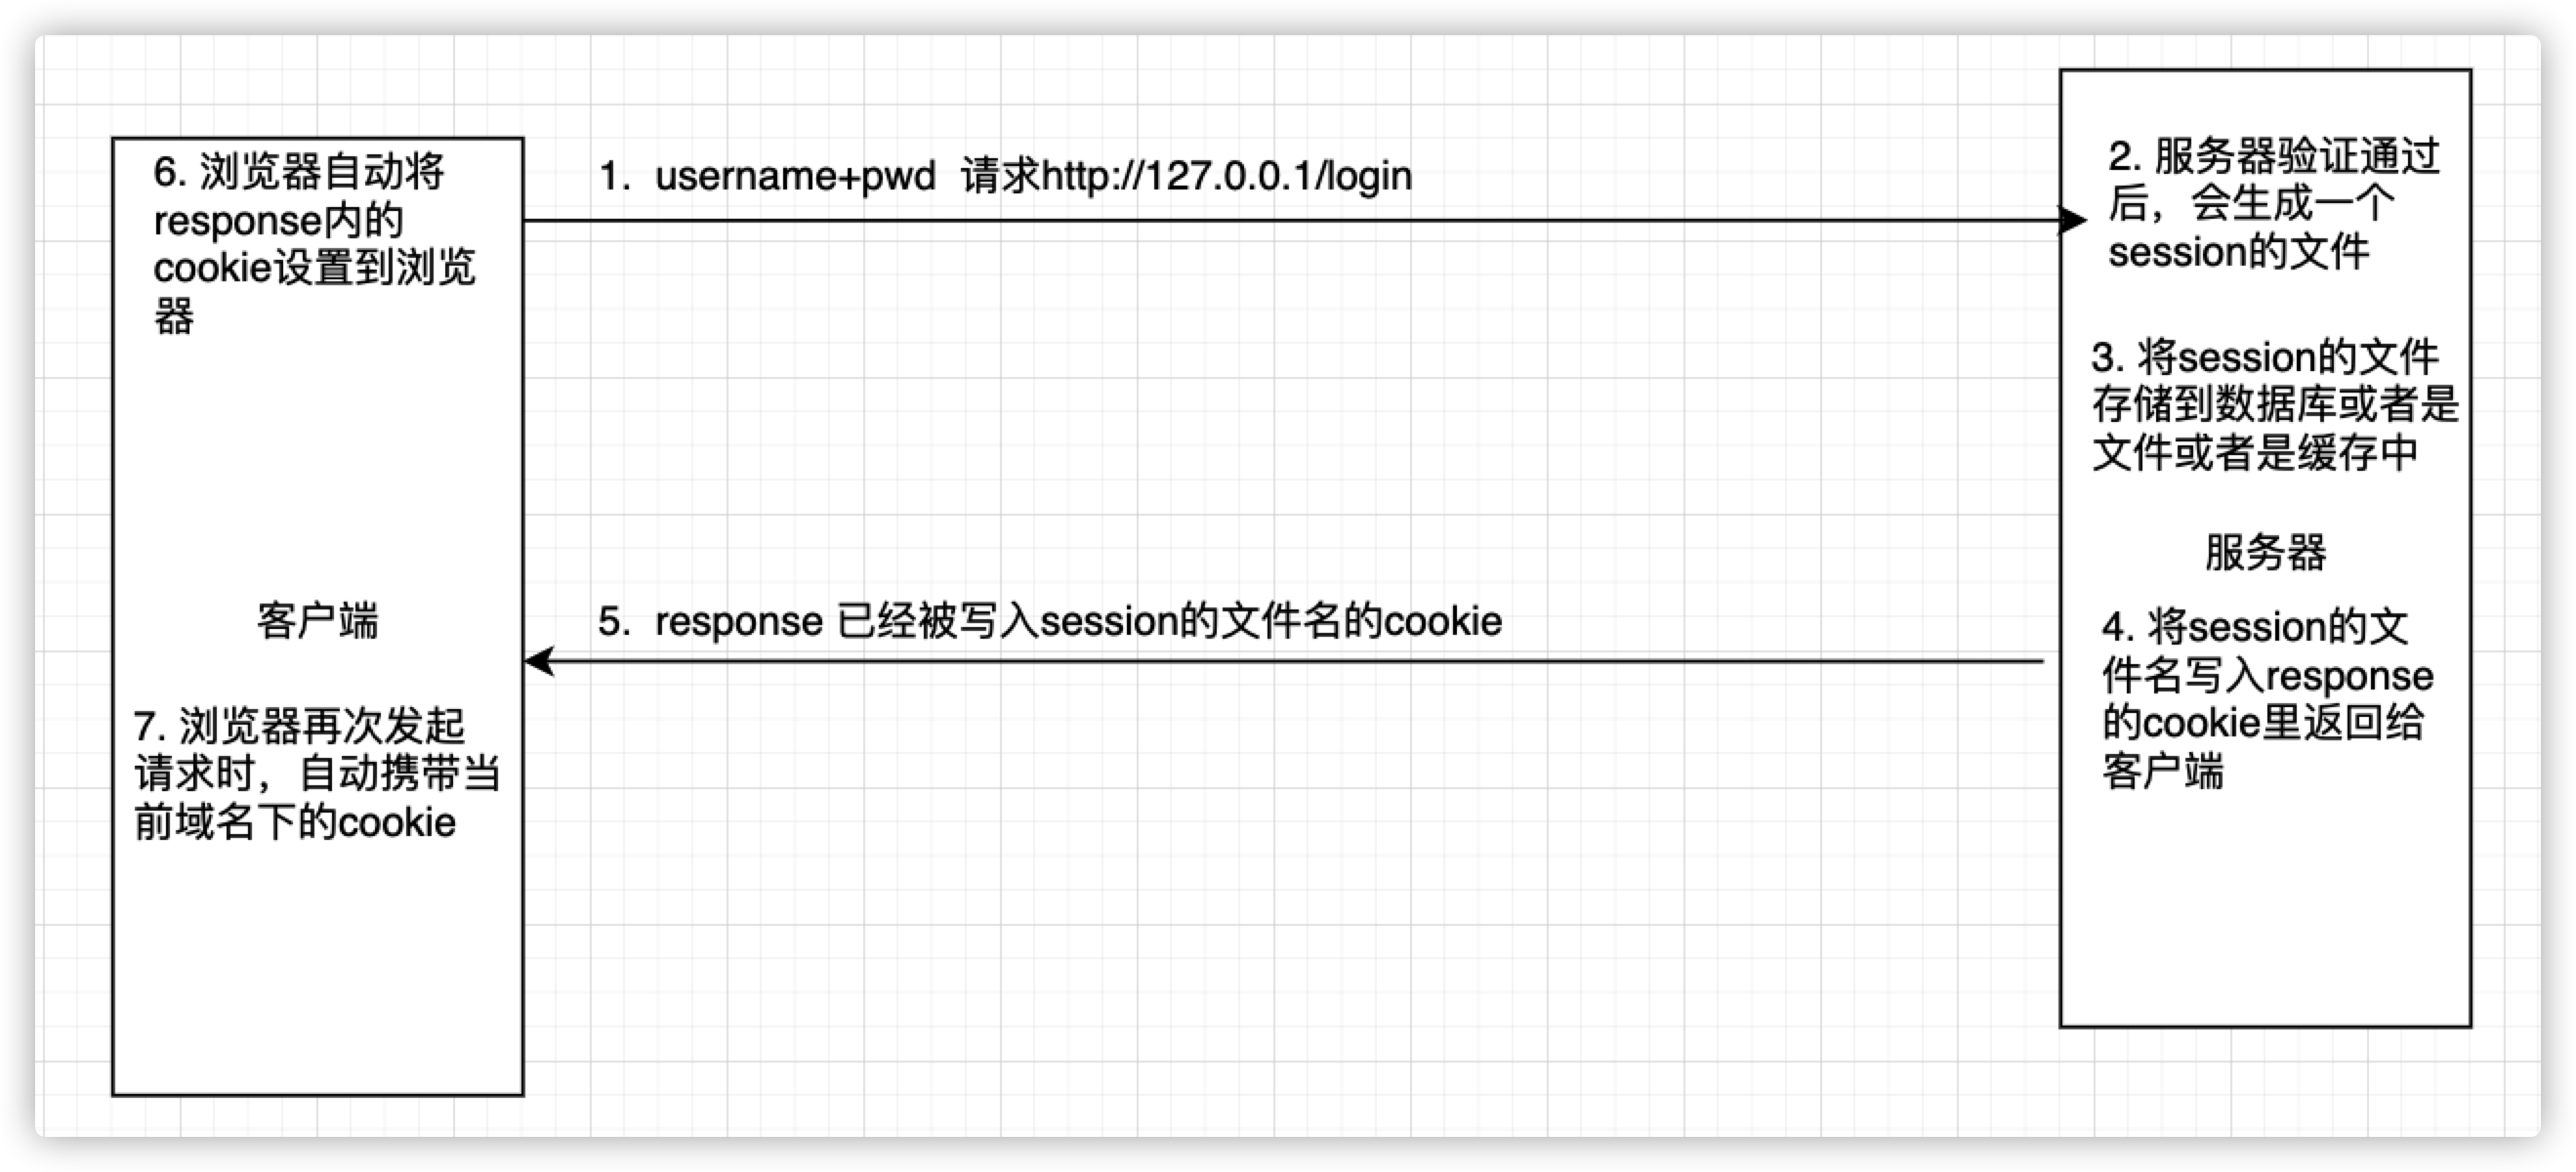 6. 浏览器自动将
response内的
cookie设置到浏览
器
客户端
7. 浏览器再次发起
请求时，自动携带当
前域名下的cookie
1. username+pwd 请求http://127.0.0.1/login
5. response 已经被写入session的文件名的cookie
2. 服务器验证通过
后，会生成一个
session的文件
3. 将session的文件
存储到数据库或者是
文件或者是缓存中
服务器
4. 将session的文
件名写入response
的cookie里返回给
客户端